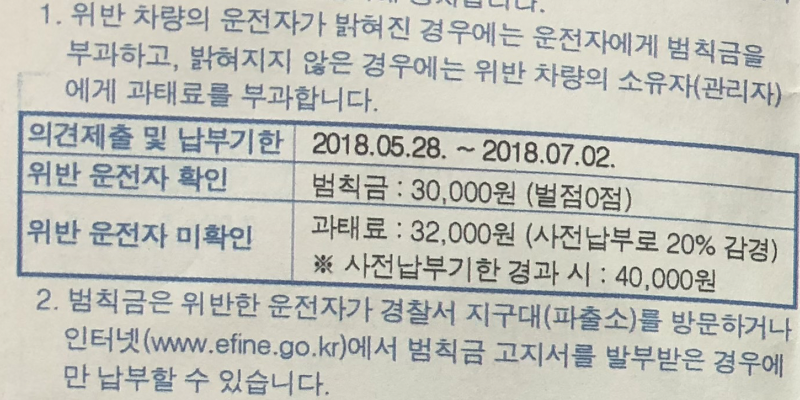 1. 위반 차량의 운전자가 밝혀진 경우에는 운전자에게 범칙금을
부과하고, 밝혀지지 않은 경우에는 위반 차량의 소유자(관리자)
에게 과태료를 부과합니다.
의견제출 및 납부기한 2018.05.28. ~ 2018.07.02.
위반 운전자 확인 범칙금 : 30,000원 (벌점0점)
위반 운전자 미확인 과태료 : 32,000원 (사전납부로 20% 감경)
※ 사전납부기한 경과 시 : 40,000원
2. 범칙금은 위반한 운전자가 경찰서 지구대(파출소)를 방문하거나
인터넷(www.efine.go.kr)에서 범칙금 고지서를 발부받은 경우에
만 납부할 수 있습니다.